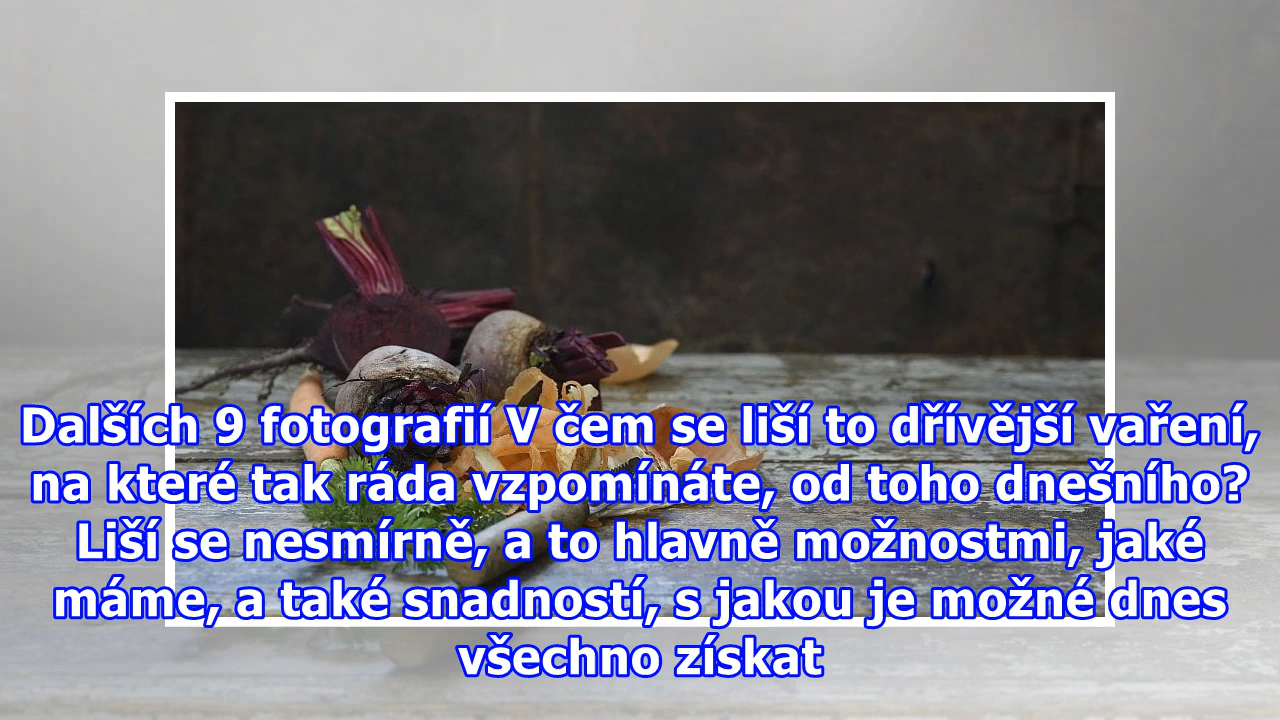 Dalších 9 fotografií V čem se liší to dřívější vaření,
na které tak ráda vzpomínáte, od toho dnešního?
Liší se nesmírně, a to hlavně možnostmi, jaké
máme, a také snadností, s jakou je možné dnes
všechno získat